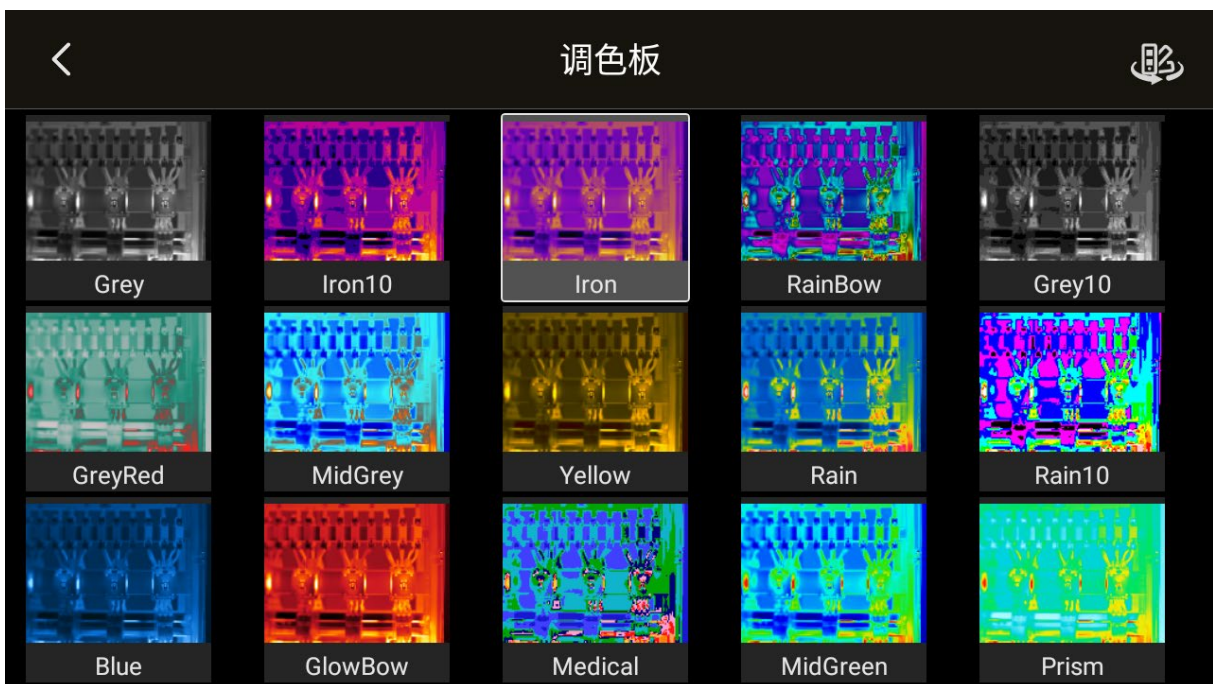 调色板
Grey
Iron10
Iron
RainBow
Grey10
GreyRed
MidGrey
Yellow
Rain
Rain10
Blue
GlowBow
Medical
MidGreen
Prism